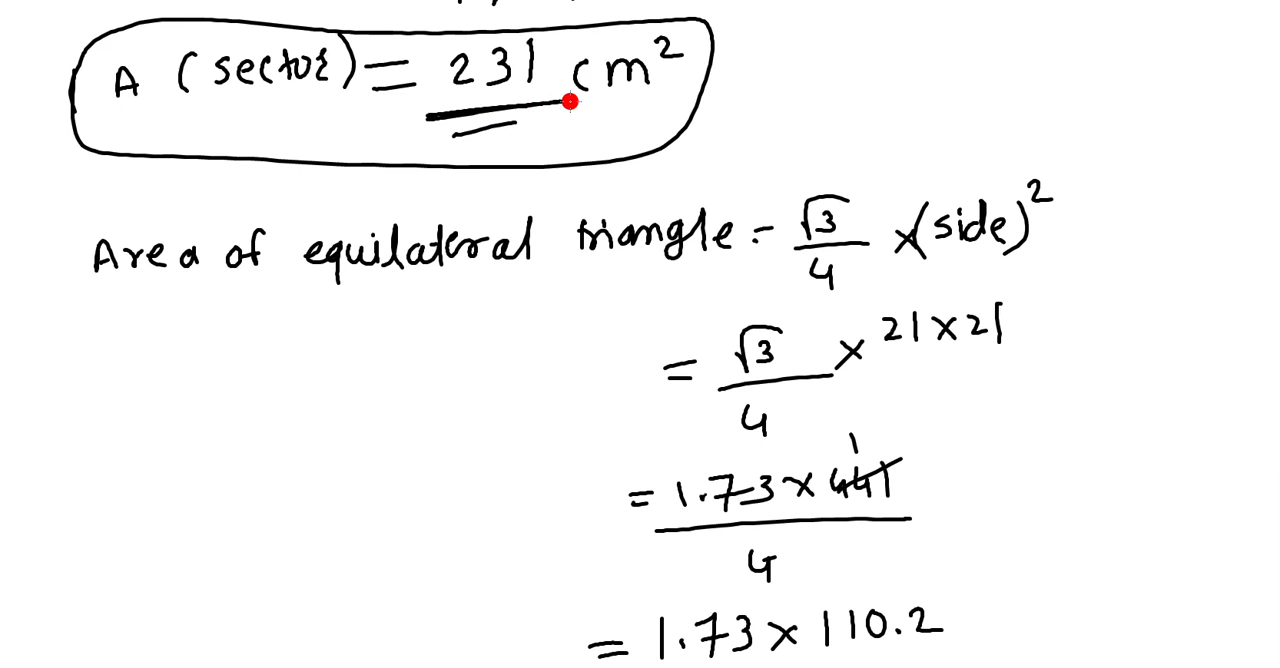 A (sector) = 231 cm²
Area of equilateral triangle :- √3/4 × (side)²
= √3/4 × 21 × 21
= 1.73 × 441/4
1
= 1.73 × 110.2